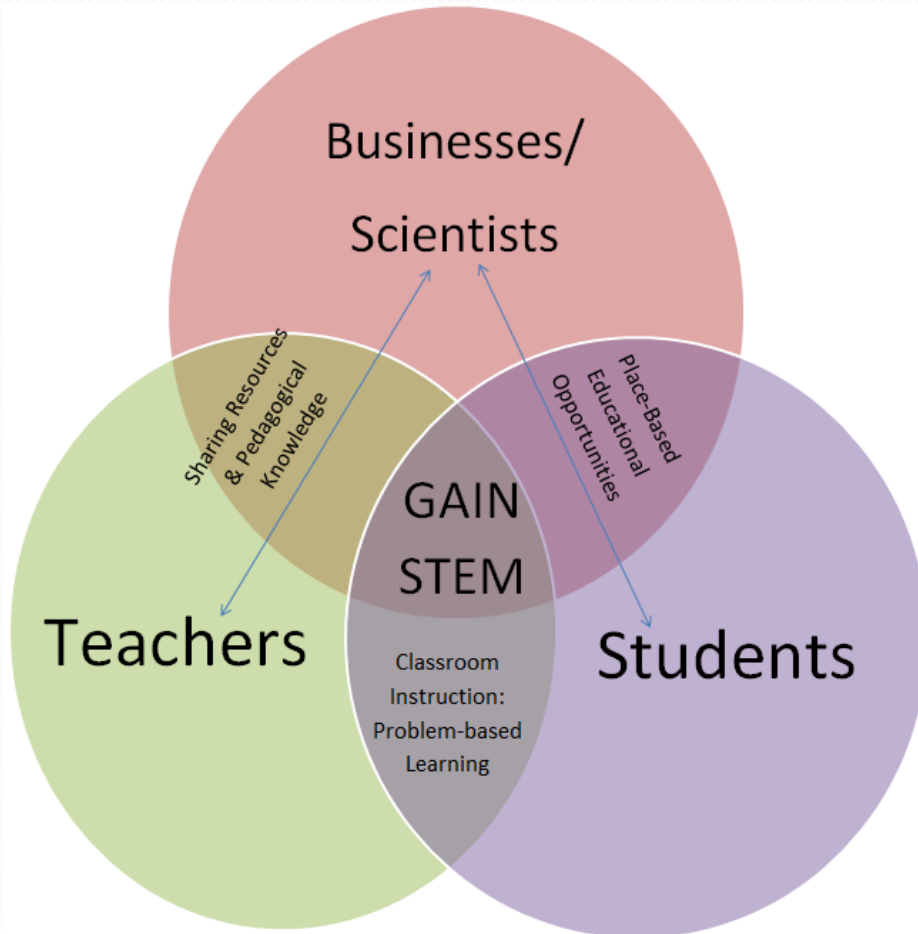 Businesses/
Scientists
Sharing Resources
& Pedagogical
Knowledge
Place-Based
Educational
Opportunities
GAIN
STEM
Teachers
Students
Classroom
Instruction:
Problem-based
Learning